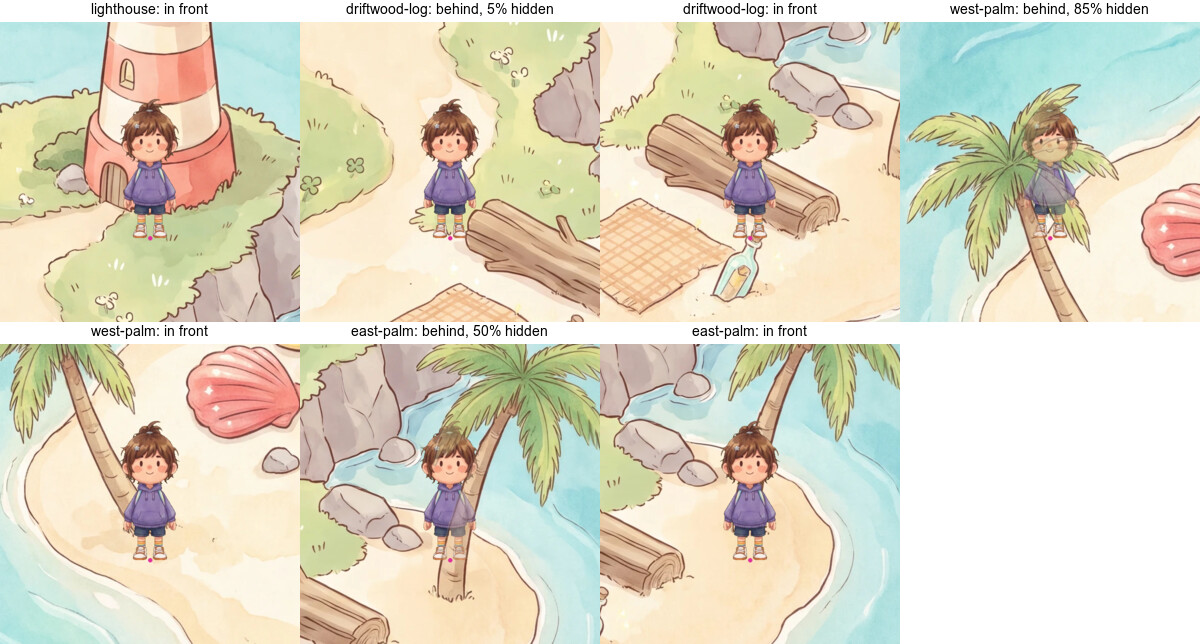 lighthouse: in front
driftwood-log: behind, 5% hidden
driftwood-log: in front
west-palm: behind, 85% hidden
west-palm: in front
east-palm: behind, 50% hidden
east-palm: in front